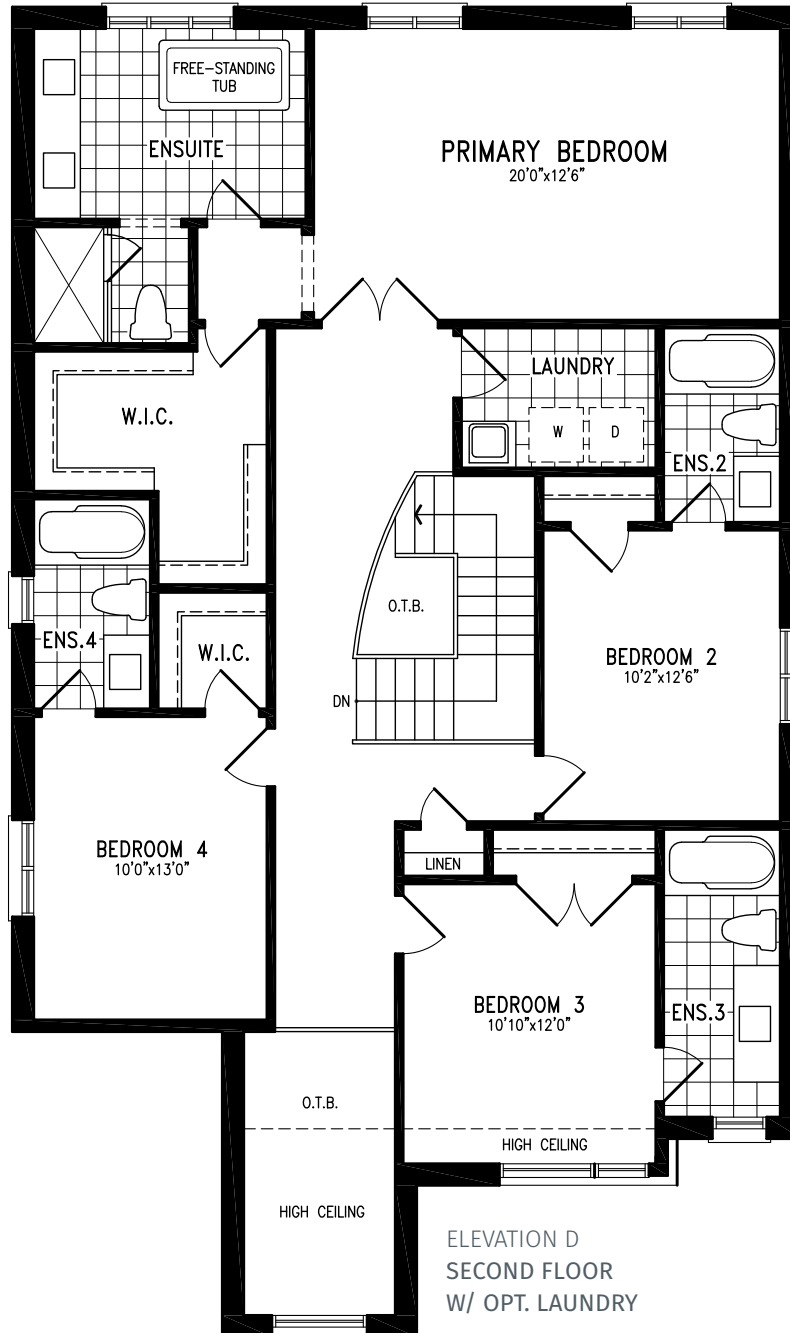 FREE-STANDING
TUB
ENSUITE
PRIMARY BEDROOM
20'0"x12'6"
LAUNDRY
W.I.C.
W
D
ENS.2
O.T.B.
ENS.4
W.I.C.
BEDROOM 2
10'2"x12'6"
DN
BEDROOM 4
10'0"x13'0"
LINEN
BEDROOM 3
10'10"x12'0"
ENS.3
O.T.B.
HIGH CEILING
HIGH CEILING
ELEVATION D
SECOND FLOOR
W/ OPT. LAUNDRY